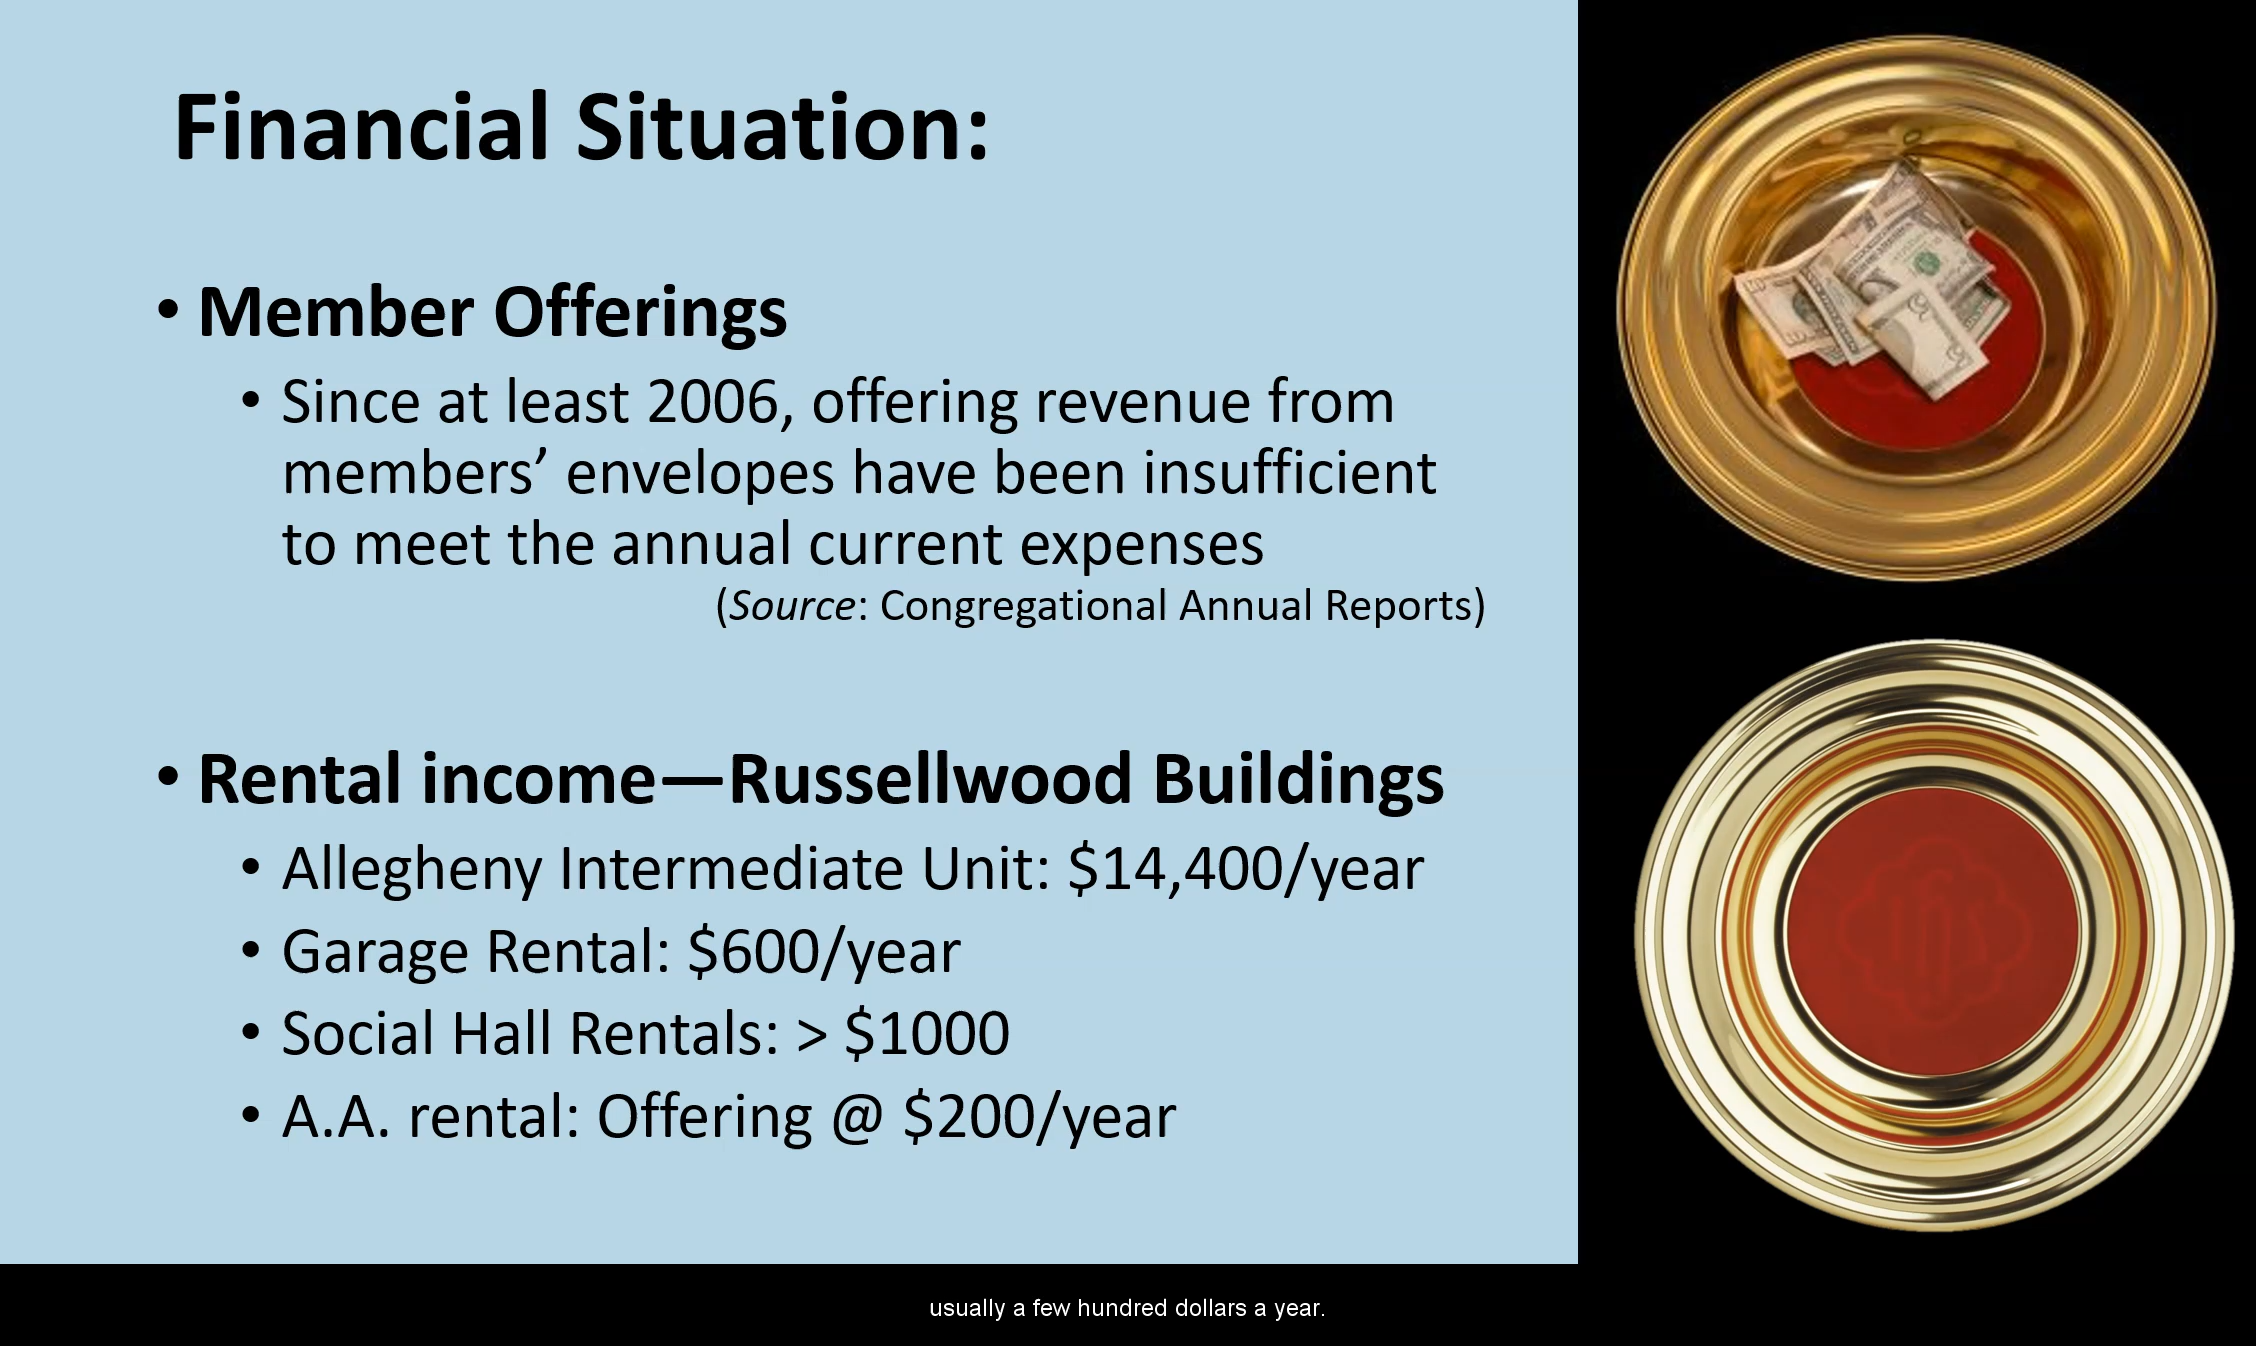 Financial Situation:
• Member Offerings
• Since at least 2006, offering revenue from
members’ envelopes have been insufficient
to meet the annual current expenses
(Source: Congregational Annual Reports)
• Rental income—Russellwood Buildings
• Allegheny Intermediate Unit: $14,400/year
• Garage Rental: $600/year
• Social Hall Rentals: > $1000
• A.A. rental: Offering @ $200/year
usually a few hundred dollars a year.